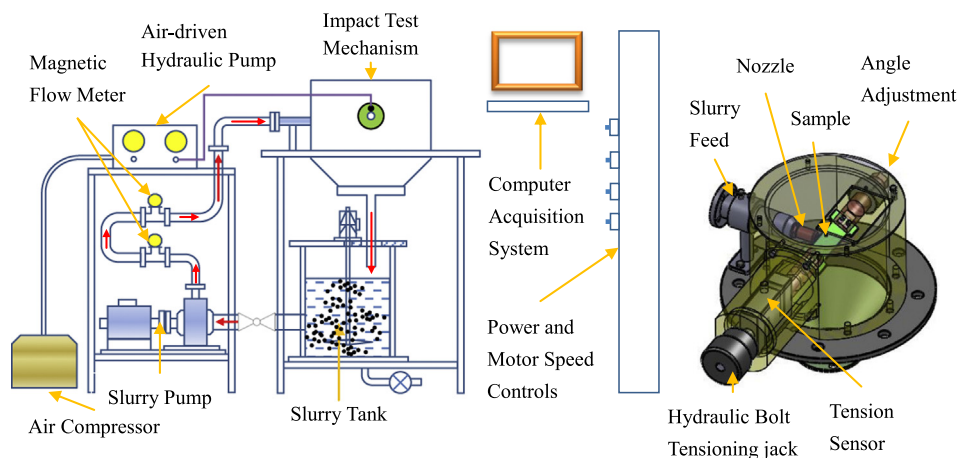 Air-driven
Hydraulic Pump
Magnetic
Flow Meter
Impact Test
Mechanism
Computer
Acquisition
System
Power and
Motor Speed
Controls
Slurry Pump
Air Compressor
Slurry Tank
Nozzle
Angle
Adjustment
Slurry
Feed
Sample
Hydraulic Bolt
Tensioning jack
Tension
Sensor